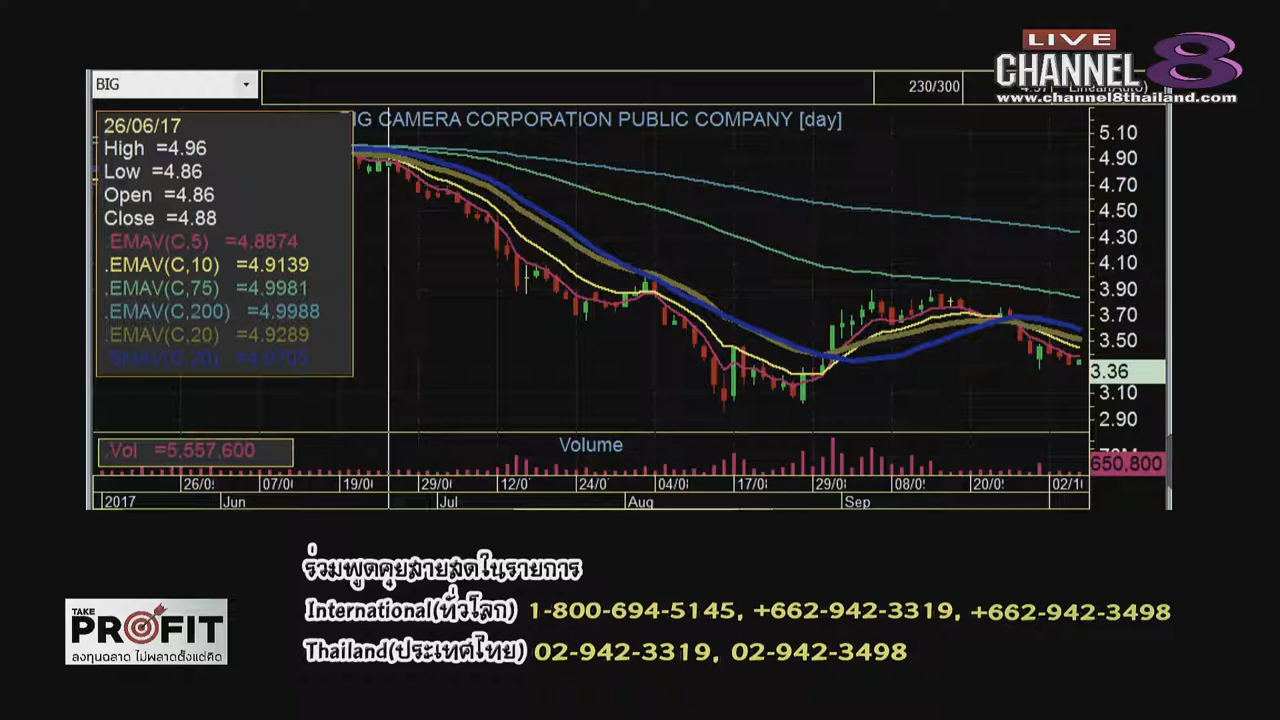 LIVE
CHANNEL 8
www.channel8thailand.com
BIG
230/300
26/06/17
IG CAMERA CORPORATION PUBLIC COMPANY [day]
High =4.96
Low =4.86
Open =4.86
Close =4.88
.EMAV(C,5) =4.8874
.EMAV(C,10) =4.9139
.EMAV(C,75) =4.9981
.EMAV(C,200) =4.9988
.EMAV(C,20) =4.9289
5.10
4.90
4.70
4.50
4.30
4.10
3.90
3.70
3.50
3.36
3.10
2.90
.Vol =5,557,600
Volume
650,800
26/0 07/0 19/0 29/0 12/0 24/0 04/0 17/0 29/0 08/0 20/0 02/1
2017 Jun Jul Aug Sep
ร่วมพูดคุยสายสดในรายการ
International(ทั่วโลก) 1-800-694-5145, +662-942-3319, +662-942-3498
Thailand(ประเทศไทย) 02-942-3319, 02-942-3498
TAKE
PROFIT
ลงทุนฉลาด ไม่พลาดตั้งแต่คิด